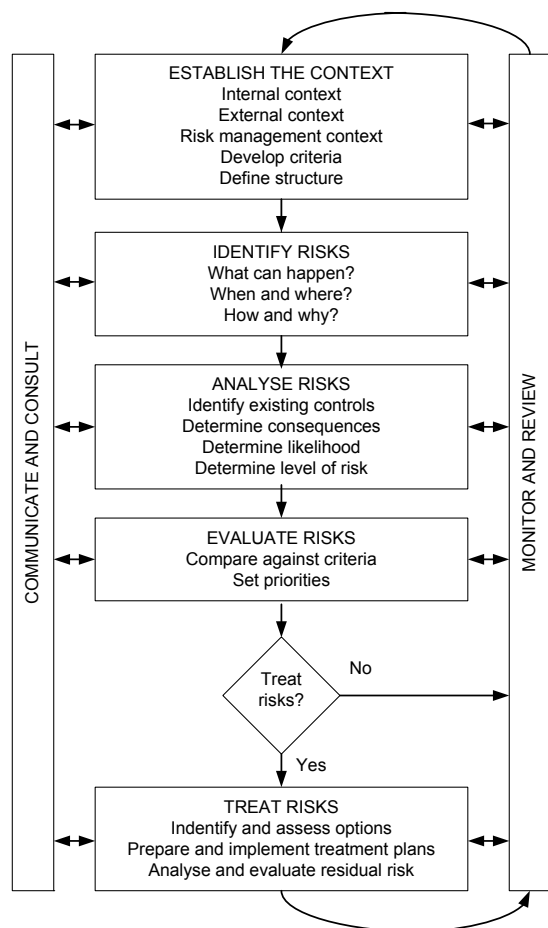 ESTABLISH THE CONTEXT
Internal context
External context
Risk management context
Develop criteria
Define structure
IDENTIFY RISKS
What can happen?
When and where?
How and why?
ANALYSE RISKS
Identify existing controls
Determine consequences
Determine likelihood
Determine level of risk
EVALUATE RISKS
Compare against criteria
Set priorities
Treat
risks?
No
Yes
TREAT RISKS
Indentify and assess options
Prepare and implement treatment plans
Analyse and evaluate residual risk
COMMUNICATE AND CONSULT
MONITOR AND REVIEW